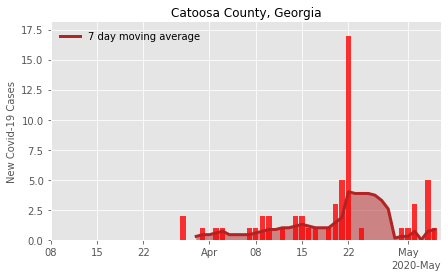 Catoosa County, Georgia
7 day moving average
New Covid-19 Cases
17.5
15.0
12.5
10.0
7.5
5.0
2.5
0.0
08
15
22
Apr
08
15
22
May
2020-May